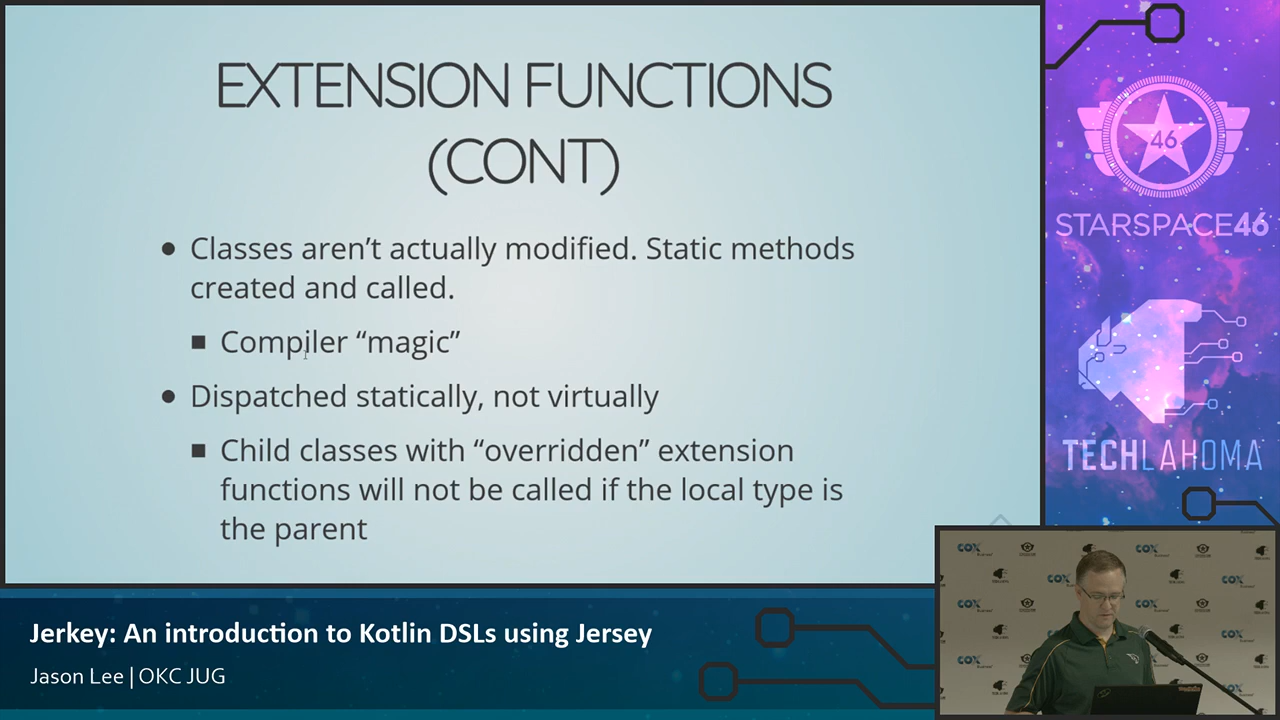 EXTENSION FUNCTIONS
(CONT)
Classes aren’t actually modified. Static methods
created and called.
Compiler “magic”
Dispatched statically, not virtually
Child classes with “overridden” extension
functions will not be called if the local type is
the parent
46
STARSPACE46
TECHLAHOMA
Jerkey: An introduction to Kotlin DSLs using Jersey
Jason Lee | OKC JUG
COX